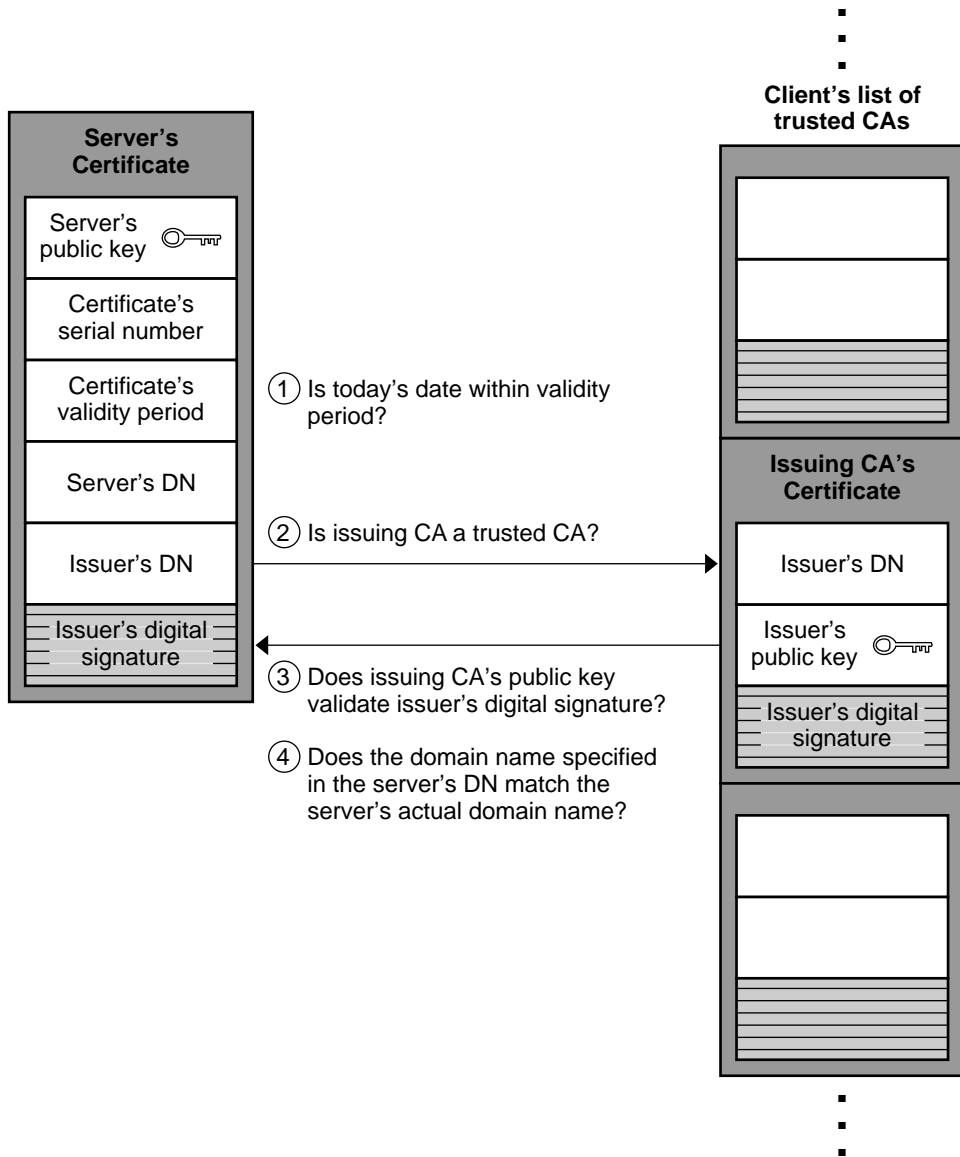 Client’s list of
trusted CAs
Server’s
Certificate
Server’s
public key
Certificate’s
serial number
Certificate’s
validity period
Server’s DN
Issuer’s DN
Issuer’s digital
signature
1 Is today’s date within validity
period?
2 Is issuing CA a trusted CA?
3 Does issuing CA’s public key
validate issuer’s digital signature?
4 Does the domain name specified
in the server’s DN match the
server’s actual domain name?
Issuing CA’s
Certificate
Issuer’s DN
Issuer’s
public key
Issuer’s digital
signature